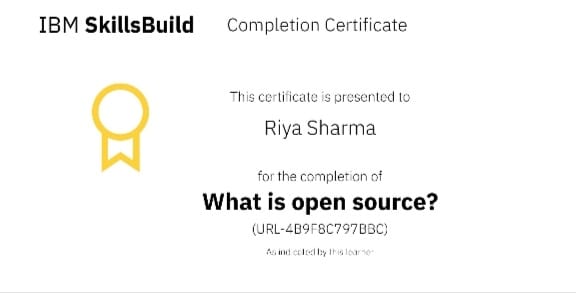 IBM SkillsBuild Completion Certificate
This certificate is presented to
Riya Sharma
for the completion of
What is open source?
(URL-4B9F8C797BBC)
As indicated by this learner